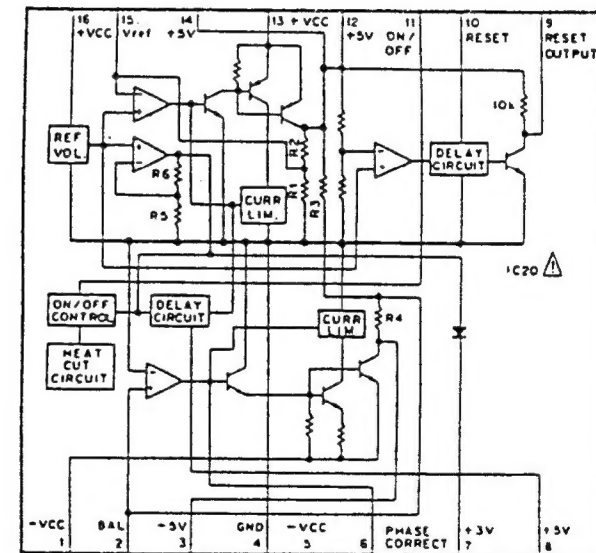 16 15. 14 13 +VCC 12 11 10 9
+VCC Vref +5V +5V ON/ RESET RESET
OFF OUTPUT
10k
REF
VOL.
R2
DELAY
CIRCUIT
R6
R1
R3
CURR
LIM.
R5
IC20 !
ON/OFF
CONTROL
DELAY
CIRCUIT
CURR
LIM
R4
HEAT
CUT
CIRCUIT
-VCC BAL -5V GND -VCC PHASE +3V +5V
CORRECT
1 2 3 4 5 6 7 8